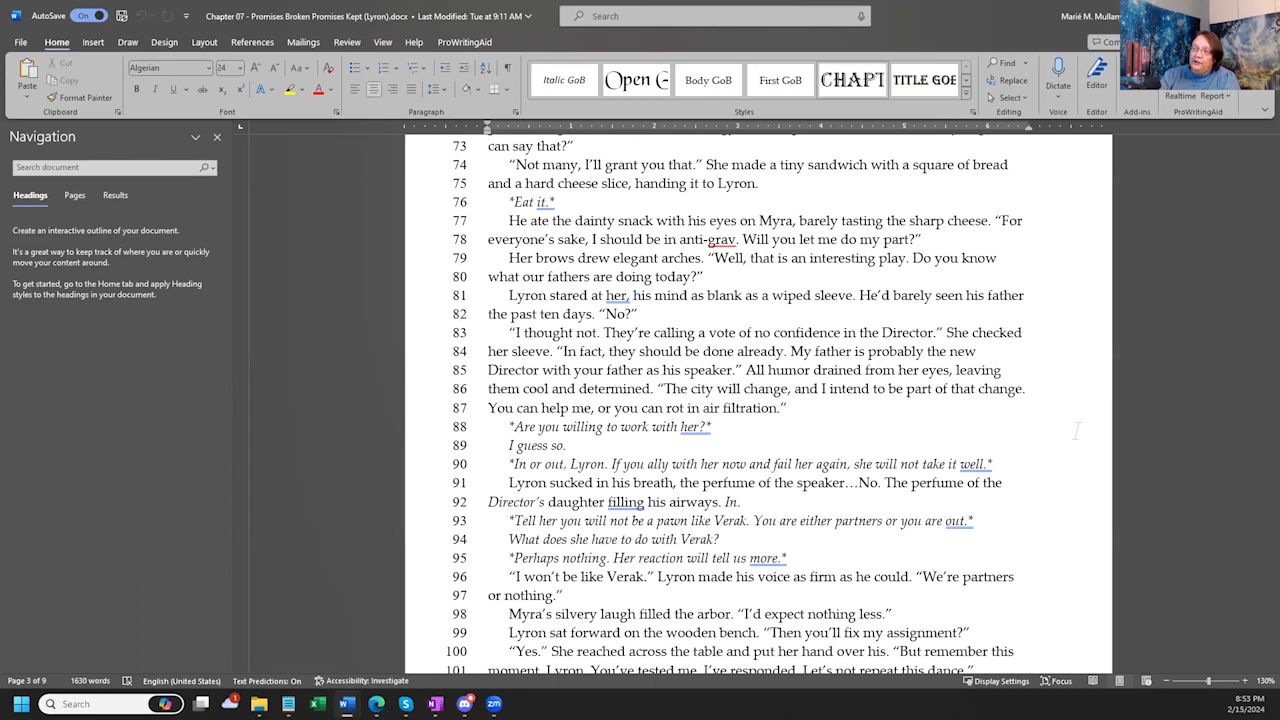 AutoSave
On
Chapter 07 - Promises Broken Promises Kept (Lyron).docx • Last Modified: Tue at 9:11 AM
Search
Marié M. Mullany
File Home Insert Draw Design Layout References Mailings Review View Help ProWritingAid
Paste
Cut
Copy
Format Painter
Clipboard
Algerian 24
Font
Paragraph
Italic GoB
Open G
Body GoB
First GoB
CHAPT
TITLE GOB
Styles
Find
Replace
Select
Editing
Dictate
Voice
Editor
Editor
Add-ins
Add-ins
Realtime Report
ProWritingAid
Navigation
Search document
Headings Pages Results
Create an interactive outline of your document.
It's a great way to keep track of where you are or quickly
move your content around.
To get started, go to the Home tab and apply Heading
styles to the headings in your document.
73 can say that?”
74 “Not many, I’ll grant you that.” She made a tiny sandwich with a square of bread
75 and a hard cheese slice, handing it to Lyron.
76 *Eat it.*
77 He ate the dainty snack with his eyes on Myra, barely tasting the sharp cheese. “For
78 everyone’s sake, I should be in anti-grav. Will you let me do my part?”
79 Her brows drew elegant arches. “Well, that is an interesting play. Do you know
80 what our fathers are doing today?”
81 Lyron stared at her, his mind as blank as a wiped sleeve. He’d barely seen his father
82 the past ten days. “No?”
83 “I thought not. They’re calling a vote of no confidence in the Director.” She checked
84 her sleeve. “In fact, they should be done already. My father is probably the new
85 Director with your father as his speaker.” All humor drained from her eyes, leaving
86 them cool and determined. “The city will change, and I intend to be part of that change.
87 You can help me, or you can rot in air filtration.”
88 *Are you willing to work with her?*
89 I guess so.
90 *In or out, Lyron. If you ally with her now and fail her again, she will not take it well.*
91 Lyron sucked in his breath, the perfume of the speaker…No. The perfume of the
92 Director’s daughter filling his airways. In.
93 *Tell her you will not be a pawn like Verak. You are either partners or you are out.*
94 What does she have to do with Verak?
95 *Perhaps nothing. Her reaction will tell us more.*
96 “I won’t be like Verak.” Lyron made his voice as firm as he could. “We’re partners
97 or nothing.”
98 Myra’s silvery laugh filled the arbor. “I’d expect nothing less.”
99 Lyron sat forward on the wooden bench. “Then you’ll fix my assignment?”
100 “Yes.” She reached across the table and put her hand over his. “But remember this
101 moment, Lyron. You’ve tested me. I’ve responded. Let’s not repeat this dance.”
Page 3 of 9 1630 words English (United States) Text Predictions: On Accessibility: Investigate
Display Settings Focus 130%
Search
8:53 PM
2/15/2024